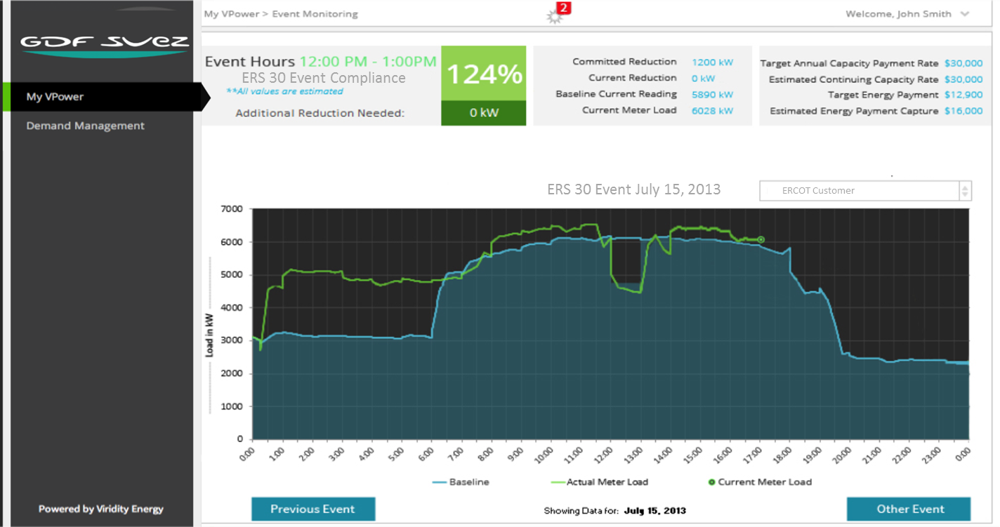 GDF SVEZ
My VPower > Event Monitoring
2
Welcome, John Smith
My VPower
Demand Management
Powered by Viridity Energy
Event Hours 12:00 PM - 1:00PM
ERS 30 Event Compliance
**All values are estimated
Additional Reduction Needed:
124%
0 kW
Committed Reduction 1200 kW
Current Reduction 0 kW
Baseline Current Reading 5890 kW
Current Meter Load 6028 kW
Target Annual Capacity Payment Rate $30,000
Estimated Continuing Capacity Rate $30,000
Target Energy Payment $12,900
Estimated Energy Payment Capture $16,000
ERS 30 Event July 15, 2013
ERCOT Customer
Load in kW
7000
6000
5000
4000
3000
2000
1000
0
0:00 1:00 2:00 3:00 4:00 5:00 6:00 7:00 8:00 9:00 10:00 11:00 12:00 13:00 14:00 15:00 16:00 17:00 18:00 19:00 20:00 21:00 22:00 23:00 0:00
Baseline Actual Meter Load Current Meter Load
Previous Event
Showing Data for: July 15, 2013
Other Event